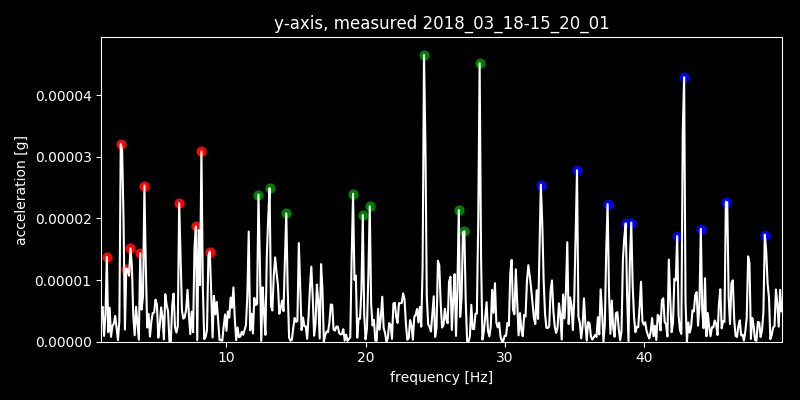 y-axis, measured 2018_03_18-15_20_01
acceleration [g]
0.00004
0.00003
0.00002
0.00001
0.00000
10 20 30 40
frequency [Hz]